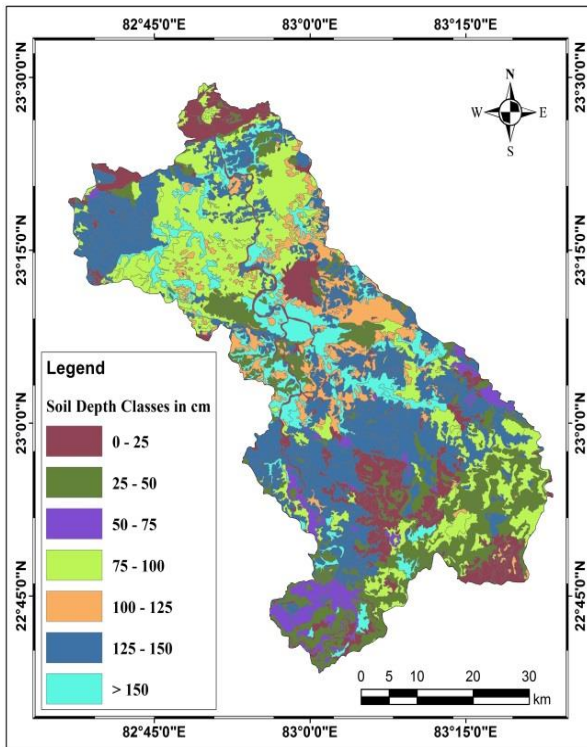 82°45'0"E 83°0'0"E 83°15'0"E
23°30'0"N 23°30'0"N
N
W E
S
23°15'0"N 23°15'0"N
Legend
Soil Depth Classes in cm
0 - 25
25 - 50
50 - 75
75 - 100
100 - 125
125 - 150
> 150
23°0'0"N 23°0'0"N
22°45'0"N 22°45'0"N
0 5 10 20 30
km
82°45'0"E 83°0'0"E 83°15'0"E